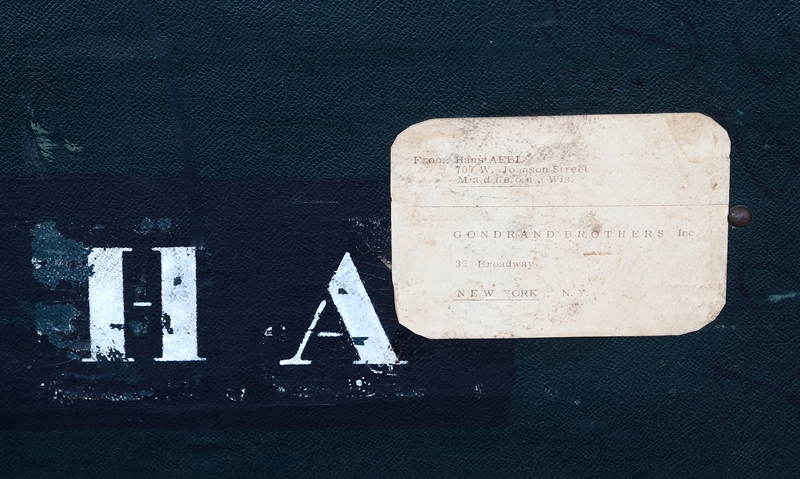 H A
From: Hans AEBI
707 W. Johnson Street
Madison, Wis.
GONDRAND BROTHERS Inc.
Broadway
NEW YORK N.Y.